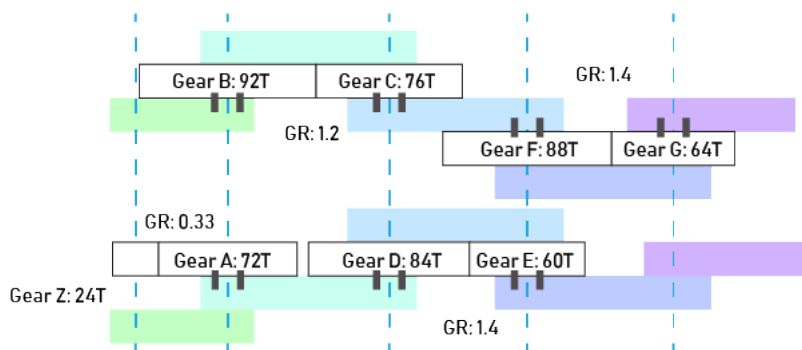 GR: 1.4
Gear B: 92T
Gear C: 76T
GR: 1.2
Gear F: 88T
Gear G: 64T
GR: 0.33
Gear A: 72T
Gear D: 84T
Gear E: 60T
Gear Z: 24T
GR: 1.4